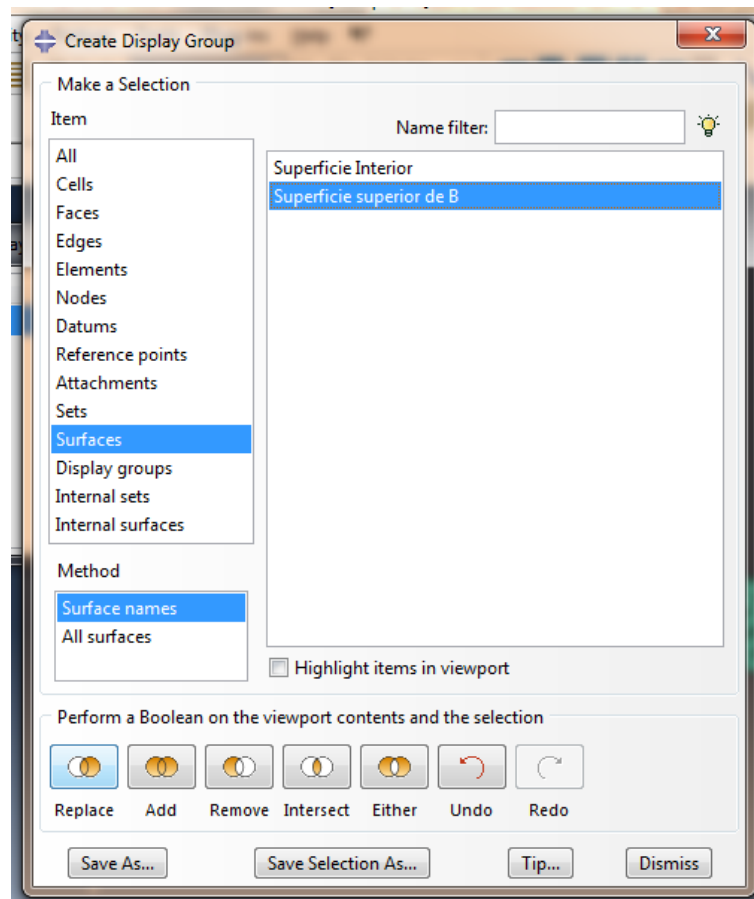 Create Display Group
Make a Selection
Item
Name filter:
All
Cells
Faces
Edges
Elements
Nodes
Datums
Reference points
Attachments
Sets
Surfaces
Display groups
Internal sets
Internal surfaces
Superficie Interior
Superficie superior de B
Method
Surface names
All surfaces
Highlight items in viewport
Perform a Boolean on the viewport contents and the selection
Replace Add Remove Intersect Either Undo Redo
Save As... Save Selection As... Tip... Dismiss